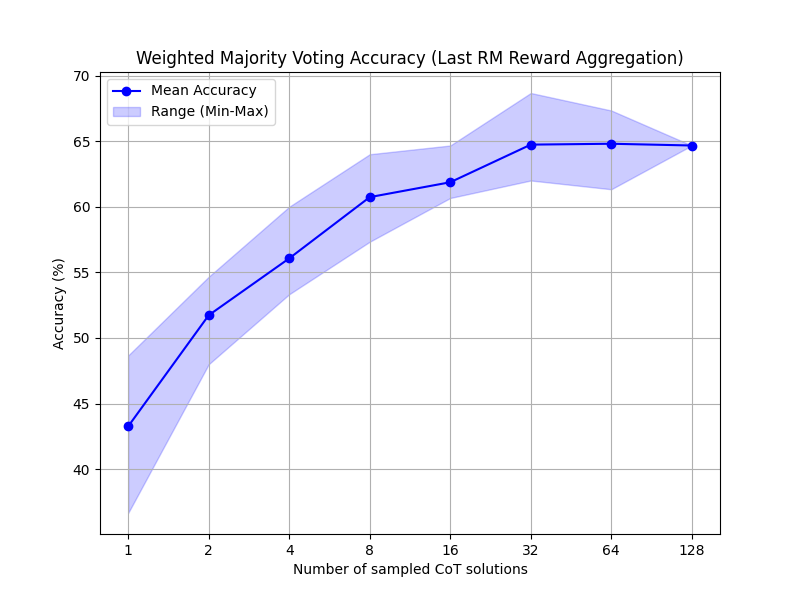 Weighted Majority Voting Accuracy (Last RM Reward Aggregation)
Mean Accuracy
Range (Min-Max)
Accuracy (%)
70
65
60
55
50
45
40
1 2 4 8 16 32 64 128
Number of sampled CoT solutions